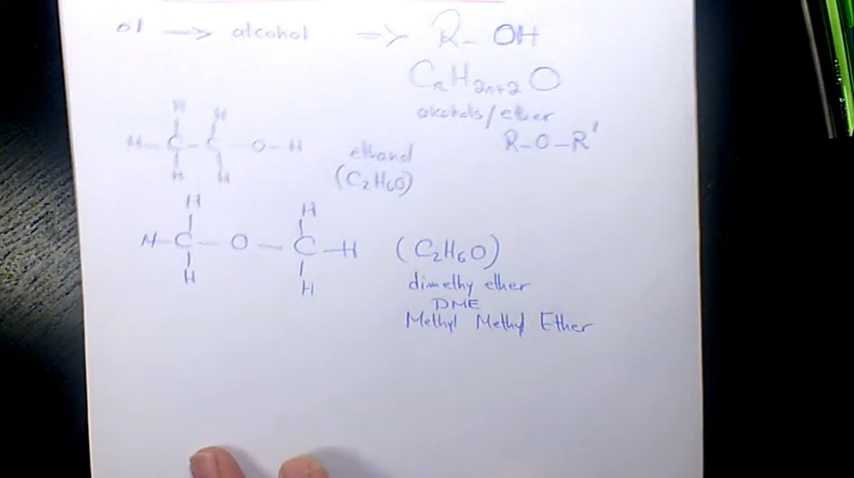 ol → alcohol => R-OH
CnH2n+2O
alcohols/ether
R-O-R'
H H
H-C-C-O-H
H H
ethanol
(C2H6O)
H H
H-C-O-C-H
H H
(C2H6O)
dimethy ether
DME
Methyl Methyl Ether